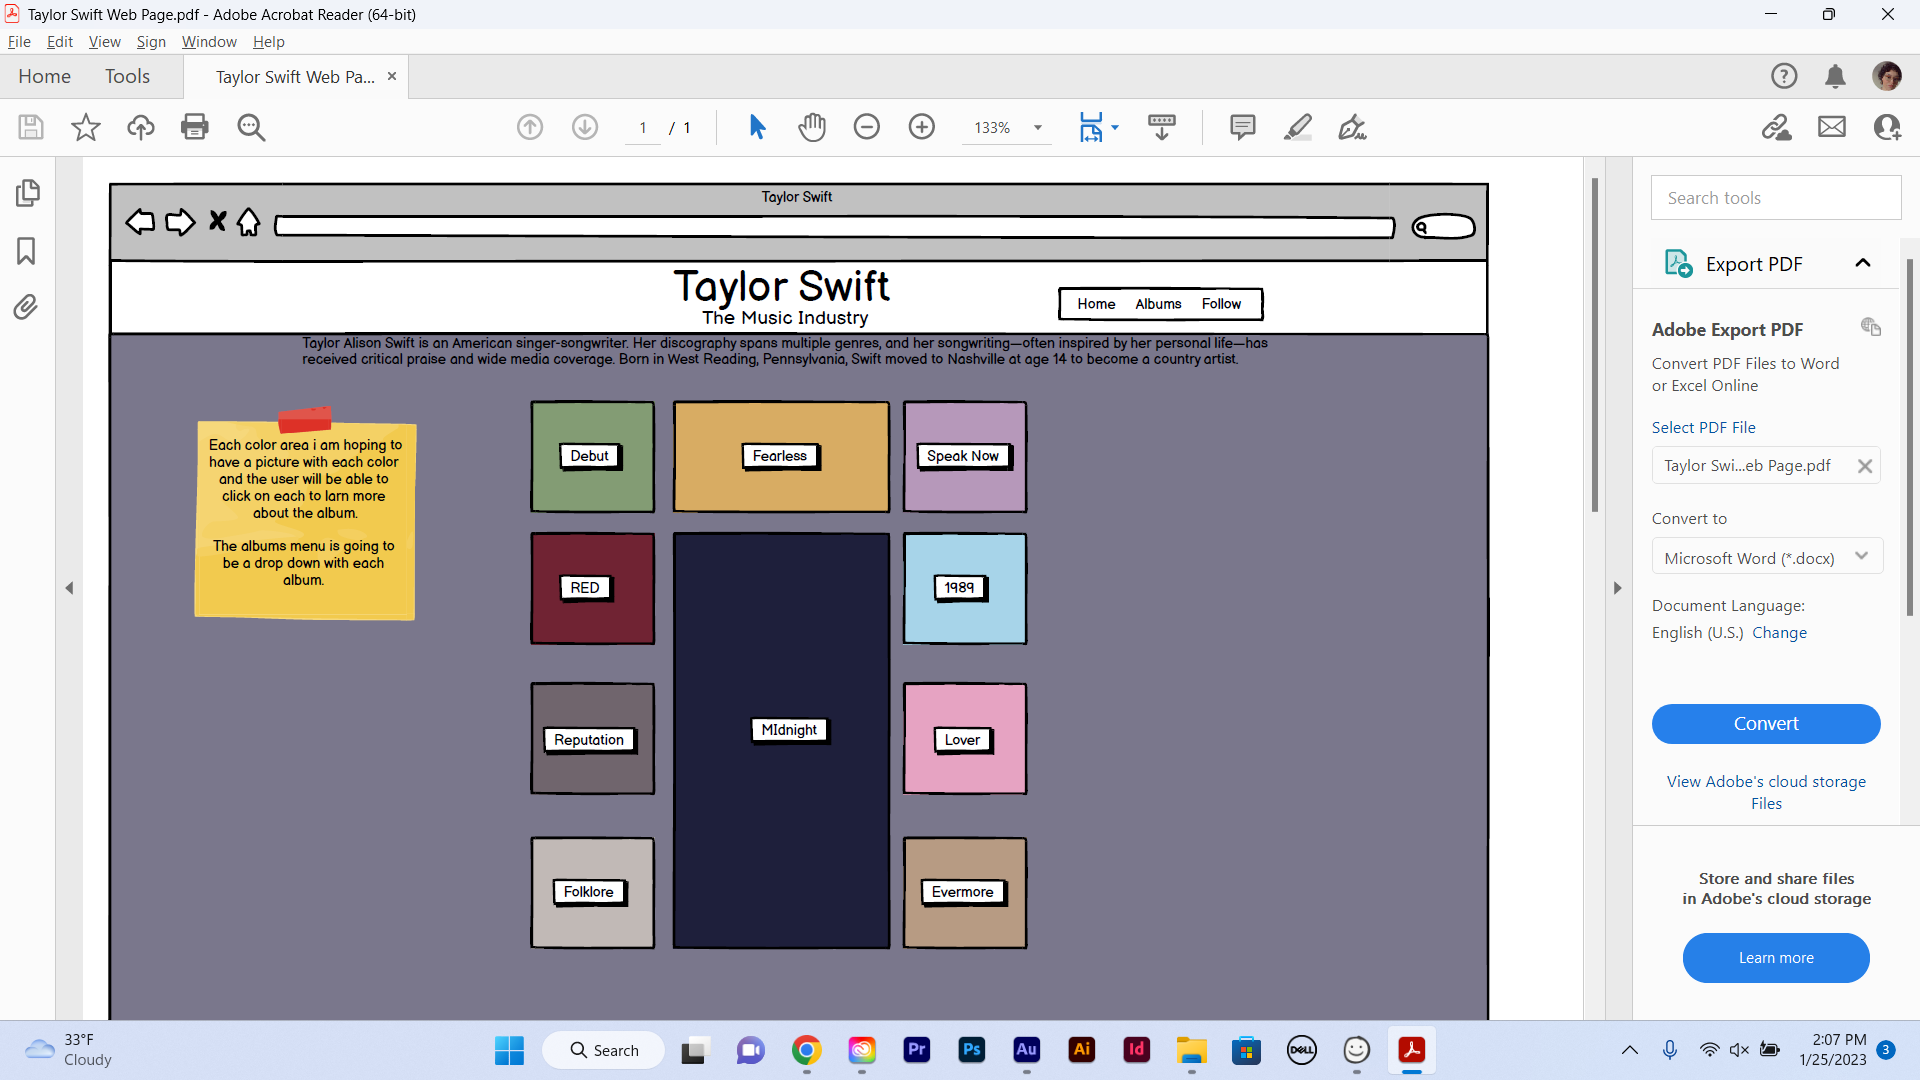 Taylor Swift Web Page.pdf - Adobe Acrobat Reader (64-bit)
File Edit View Sign Window Help
Home Tools Taylor Swift Web Pa... ×
1 / 1 133%
Taylor Swift
Taylor Swift
The Music Industry
Home Albums Follow
Taylor Alison Swift is an American singer-songwriter. Her discography spans multiple genres, and her songwriting—often inspired by her personal life—has
received critical praise and wide media coverage. Born in West Reading, Pennsylvania, Swift moved to Nashville at age 14 to become a country artist.
Each color area i am hoping to
have a picture with each color
and the user will be able to
click on each to larn more
about the album.
The albums menu is going to
be a drop down with each
album.
Debut
Fearless
Speak Now
RED
1989
Reputation
MIdnight
Lover
Folklore
Evermore
Search tools
Export PDF
Adobe Export PDF
Convert PDF Files to Word
or Excel Online
Select PDF File
Taylor Swi...eb Page.pdf
Convert to
Microsoft Word (*.docx)
Document Language:
English (U.S.) Change
Convert
View Adobe's cloud storage
Files
Store and share files
in Adobe's cloud storage
Learn more
33°F
Cloudy
Search
Pr
Ps
Au
Ai
Id
DELL
2:07 PM
1/25/2023
3